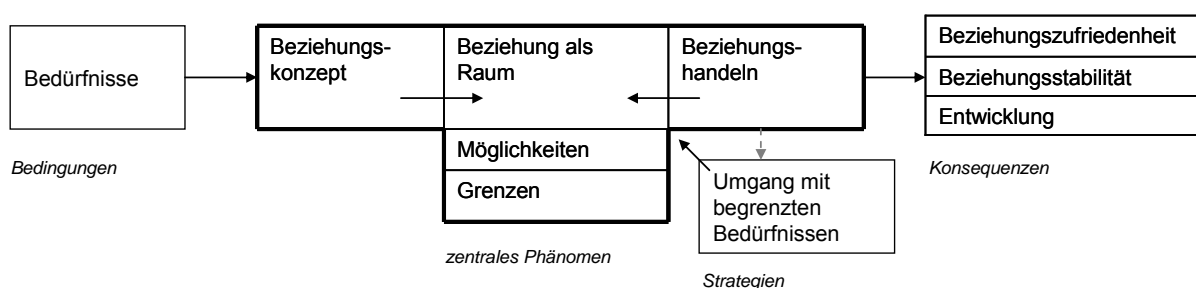 Bedürfnisse
Bedingungen
Beziehungs-
konzept
Beziehung als
Raum
Beziehungs-
handeln
Möglichkeiten
Grenzen
zentrales Phänomen
Umgang mit
begrenzten
Bedürfnissen
Strategien
Beziehungszufriedenheit
Beziehungsstabilität
Entwicklung
Konsequenzen